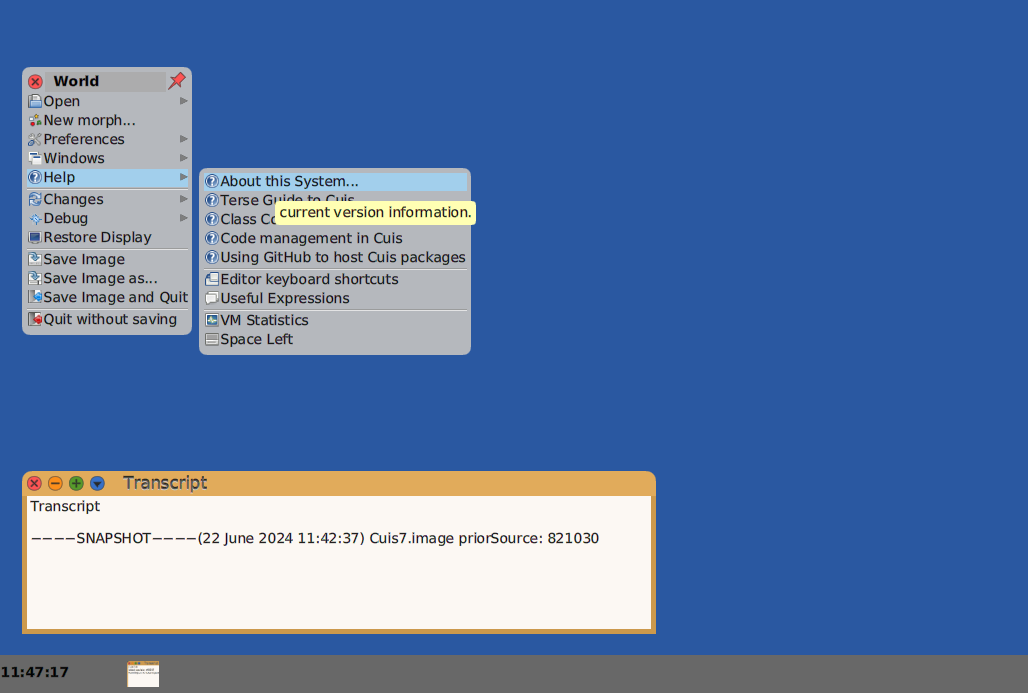 World
Open
New morph...
Preferences
Windows
Help
Changes
Debug
Restore Display
Save Image
Save Image as...
Save Image and Quit
Quit without saving
About this System...
Terse Guide to Cuis
current version information.
Class Co
Code management in Cuis
Using GitHub to host Cuis packages
Editor keyboard shortcuts
Useful Expressions
VM Statistics
Space Left
Transcript
Transcript
----SNAPSHOT----(22 June 2024 11:42:37) Cuis7.image priorSource: 821030
11:47:17